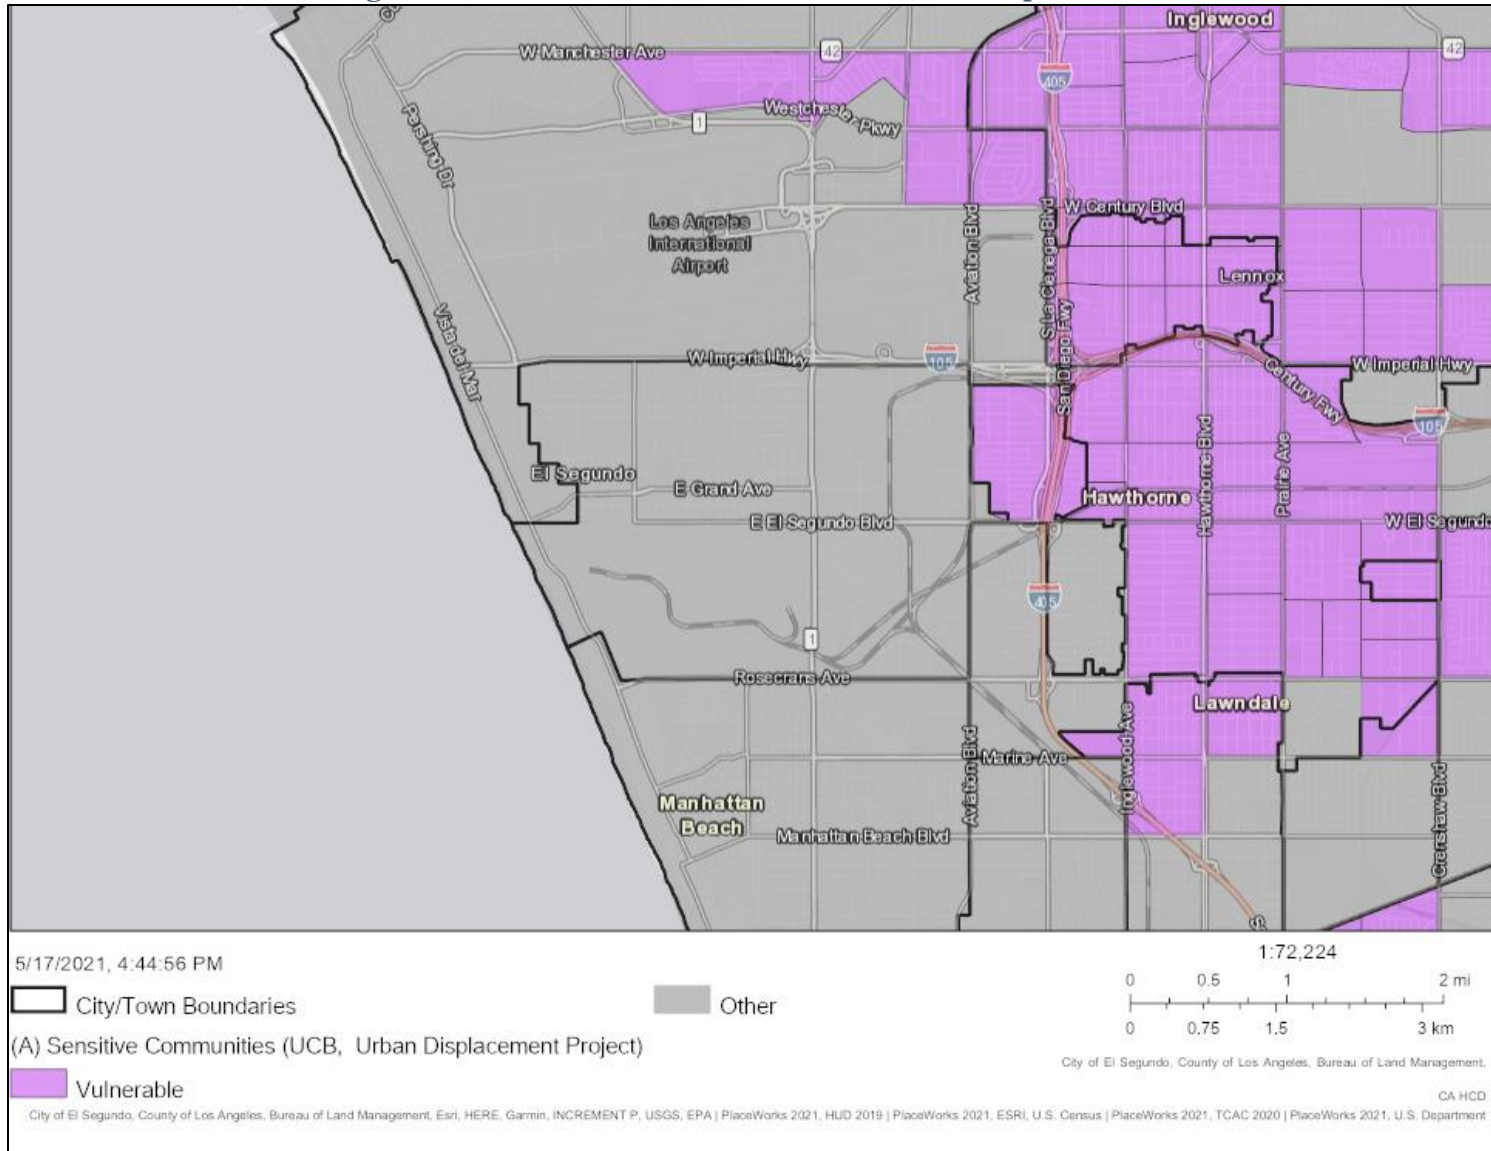 Inglewood
W Manchester Ave
42
42
405
1
Westchester Pkwy
Pershing Dr
Los Angeles
International
Airport
Aviation Blvd
S La Cienega Blvd
W Century Blvd
Lennox
Vista del Mar
W Imperial Hwy
105
San Diego Fwy
Century Fwy
W Imperial Hwy
105
El Segundo
E Grand Ave
Hawthorne
Hawthorne Blvd
Prairie Ave
E El Segundo Blvd
W El Segundo
405
1
Rosecrans Ave
Lawndale
Inglewood Ave
Aviation Blvd
Marine Ave
Manhattan
Beach
Manhattan Beach Blvd
Crenshaw Blvd
5/17/2021, 4:44:56 PM
1:72,224
0 0.5 1 2 mi
0 0.75 1.5 3 km
City/Town Boundaries
Other
(A) Sensitive Communities (UCB, Urban Displacement Project)
Vulnerable
City of El Segundo, County of Los Angeles, Bureau of Land Management,
CA HCD
City of El Segundo, County of Los Angeles, Bureau of Land Management, Esri, HERE, Garmin, INCREMENT P, USGS, EPA | PlaceWorks 2021, HUD 2019 | PlaceWorks 2021, ESRI, U.S. Census | PlaceWorks 2021, TCAC 2020 | PlaceWorks 2021, U.S. Department